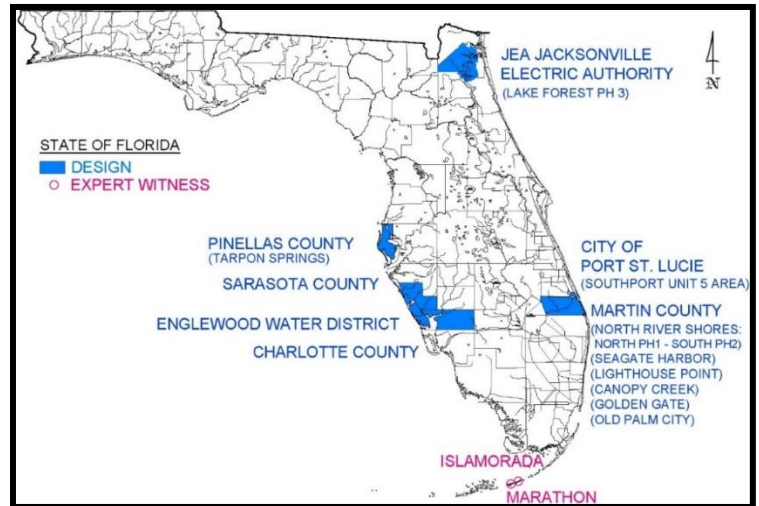 JEA JACKSONVILLE
ELECTRIC AUTHORITY
(LAKE FOREST PH 3)
N
STATE OF FLORIDA
DESIGN
EXPERT WITNESS
PINELLAS COUNTY
(TARPON SPRINGS)
SARASOTA COUNTY
ENGLEWOOD WATER DISTRICT
CHARLOTTE COUNTY
CITY OF
PORT ST. LUCIE
(SOUTHPORT UNIT 5 AREA)
MARTIN COUNTY
(NORTH RIVER SHORES:
NORTH PH1 - SOUTH PH2)
(SEAGATE HARBOR)
(LIGHTHOUSE POINT)
(CANOPY CREEK)
(GOLDEN GATE)
(OLD PALM CITY)
ISLAMORADA
MARATHON